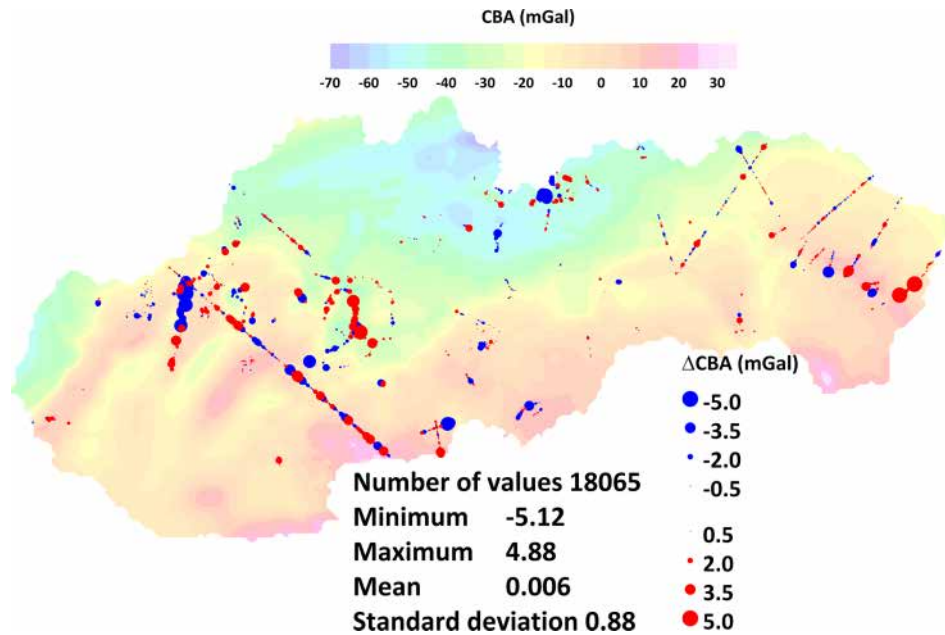 CBA (mGal)
-70 -60 -50 -40 -30 -20 -10 0 10 20 30
ΔCBA (mGal)
-5.0
-3.5
-2.0
-0.5
0.5
2.0
3.5
5.0
Number of values 18065
Minimum -5.12
Maximum 4.88
Mean 0.006
Standard deviation 0.88